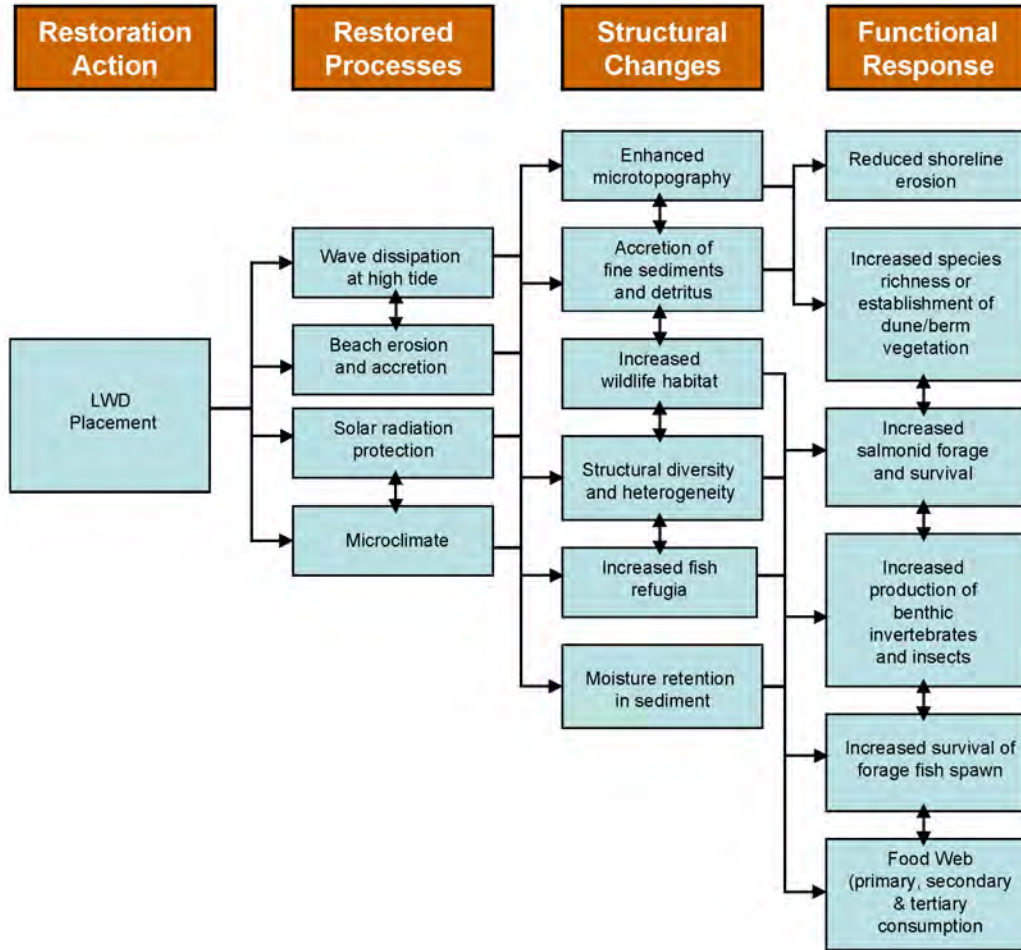 Restoration
Action
Restored
Processes
Structural
Changes
Functional
Response
LWD
Placement
Wave dissipation
at high tide
Beach erosion
and accretion
Solar radiation
protection
Microclimate
Enhanced
microtopography
Accretion of
fine sediments
and detritus
Increased
wildlife habitat
Structural diversity
and heterogeneity
Increased fish
refugia
Moisture retention
in sediment
Reduced shoreline
erosion
Increased species
richness or
establishment of
dune/berm
vegetation
Increased
salmonid forage
and survival
Increased
production of
benthic
invertebrates
and insects
Increased survival of
forage fish spawn
Food Web
(primary, secondary
& tertiary
consumption